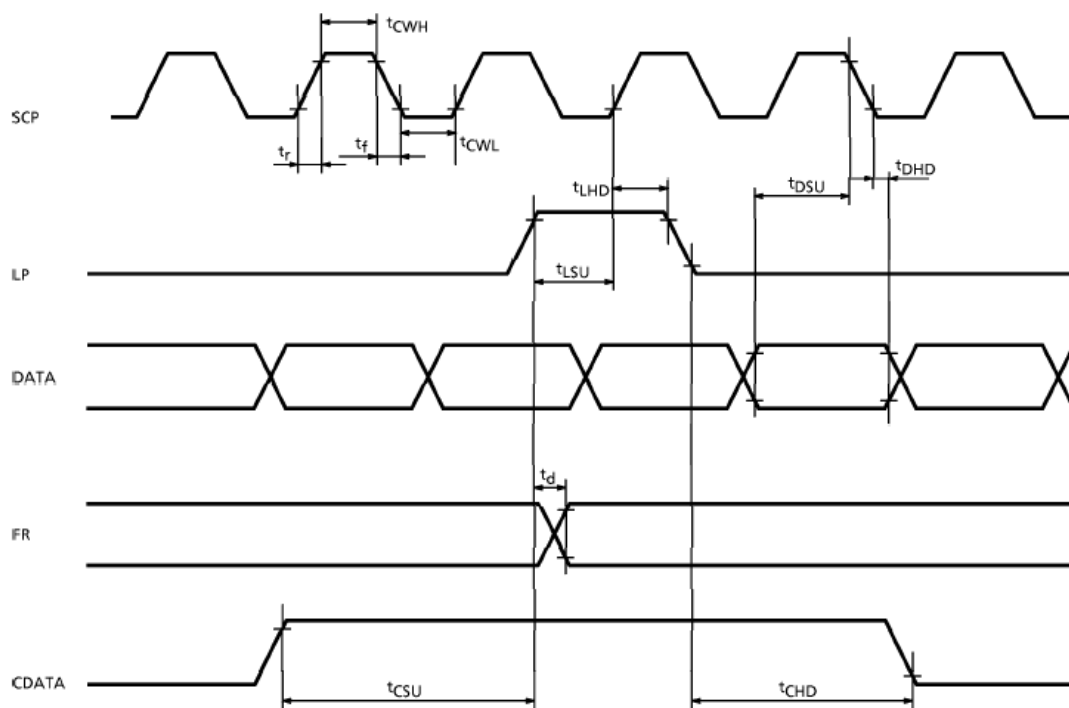 tCWH
SCP
tr
tf
tCWL
tLHD
tDSU
tDHD
LP
tLSU
DATA
td
FR
CDATA
tCSU
tCHD